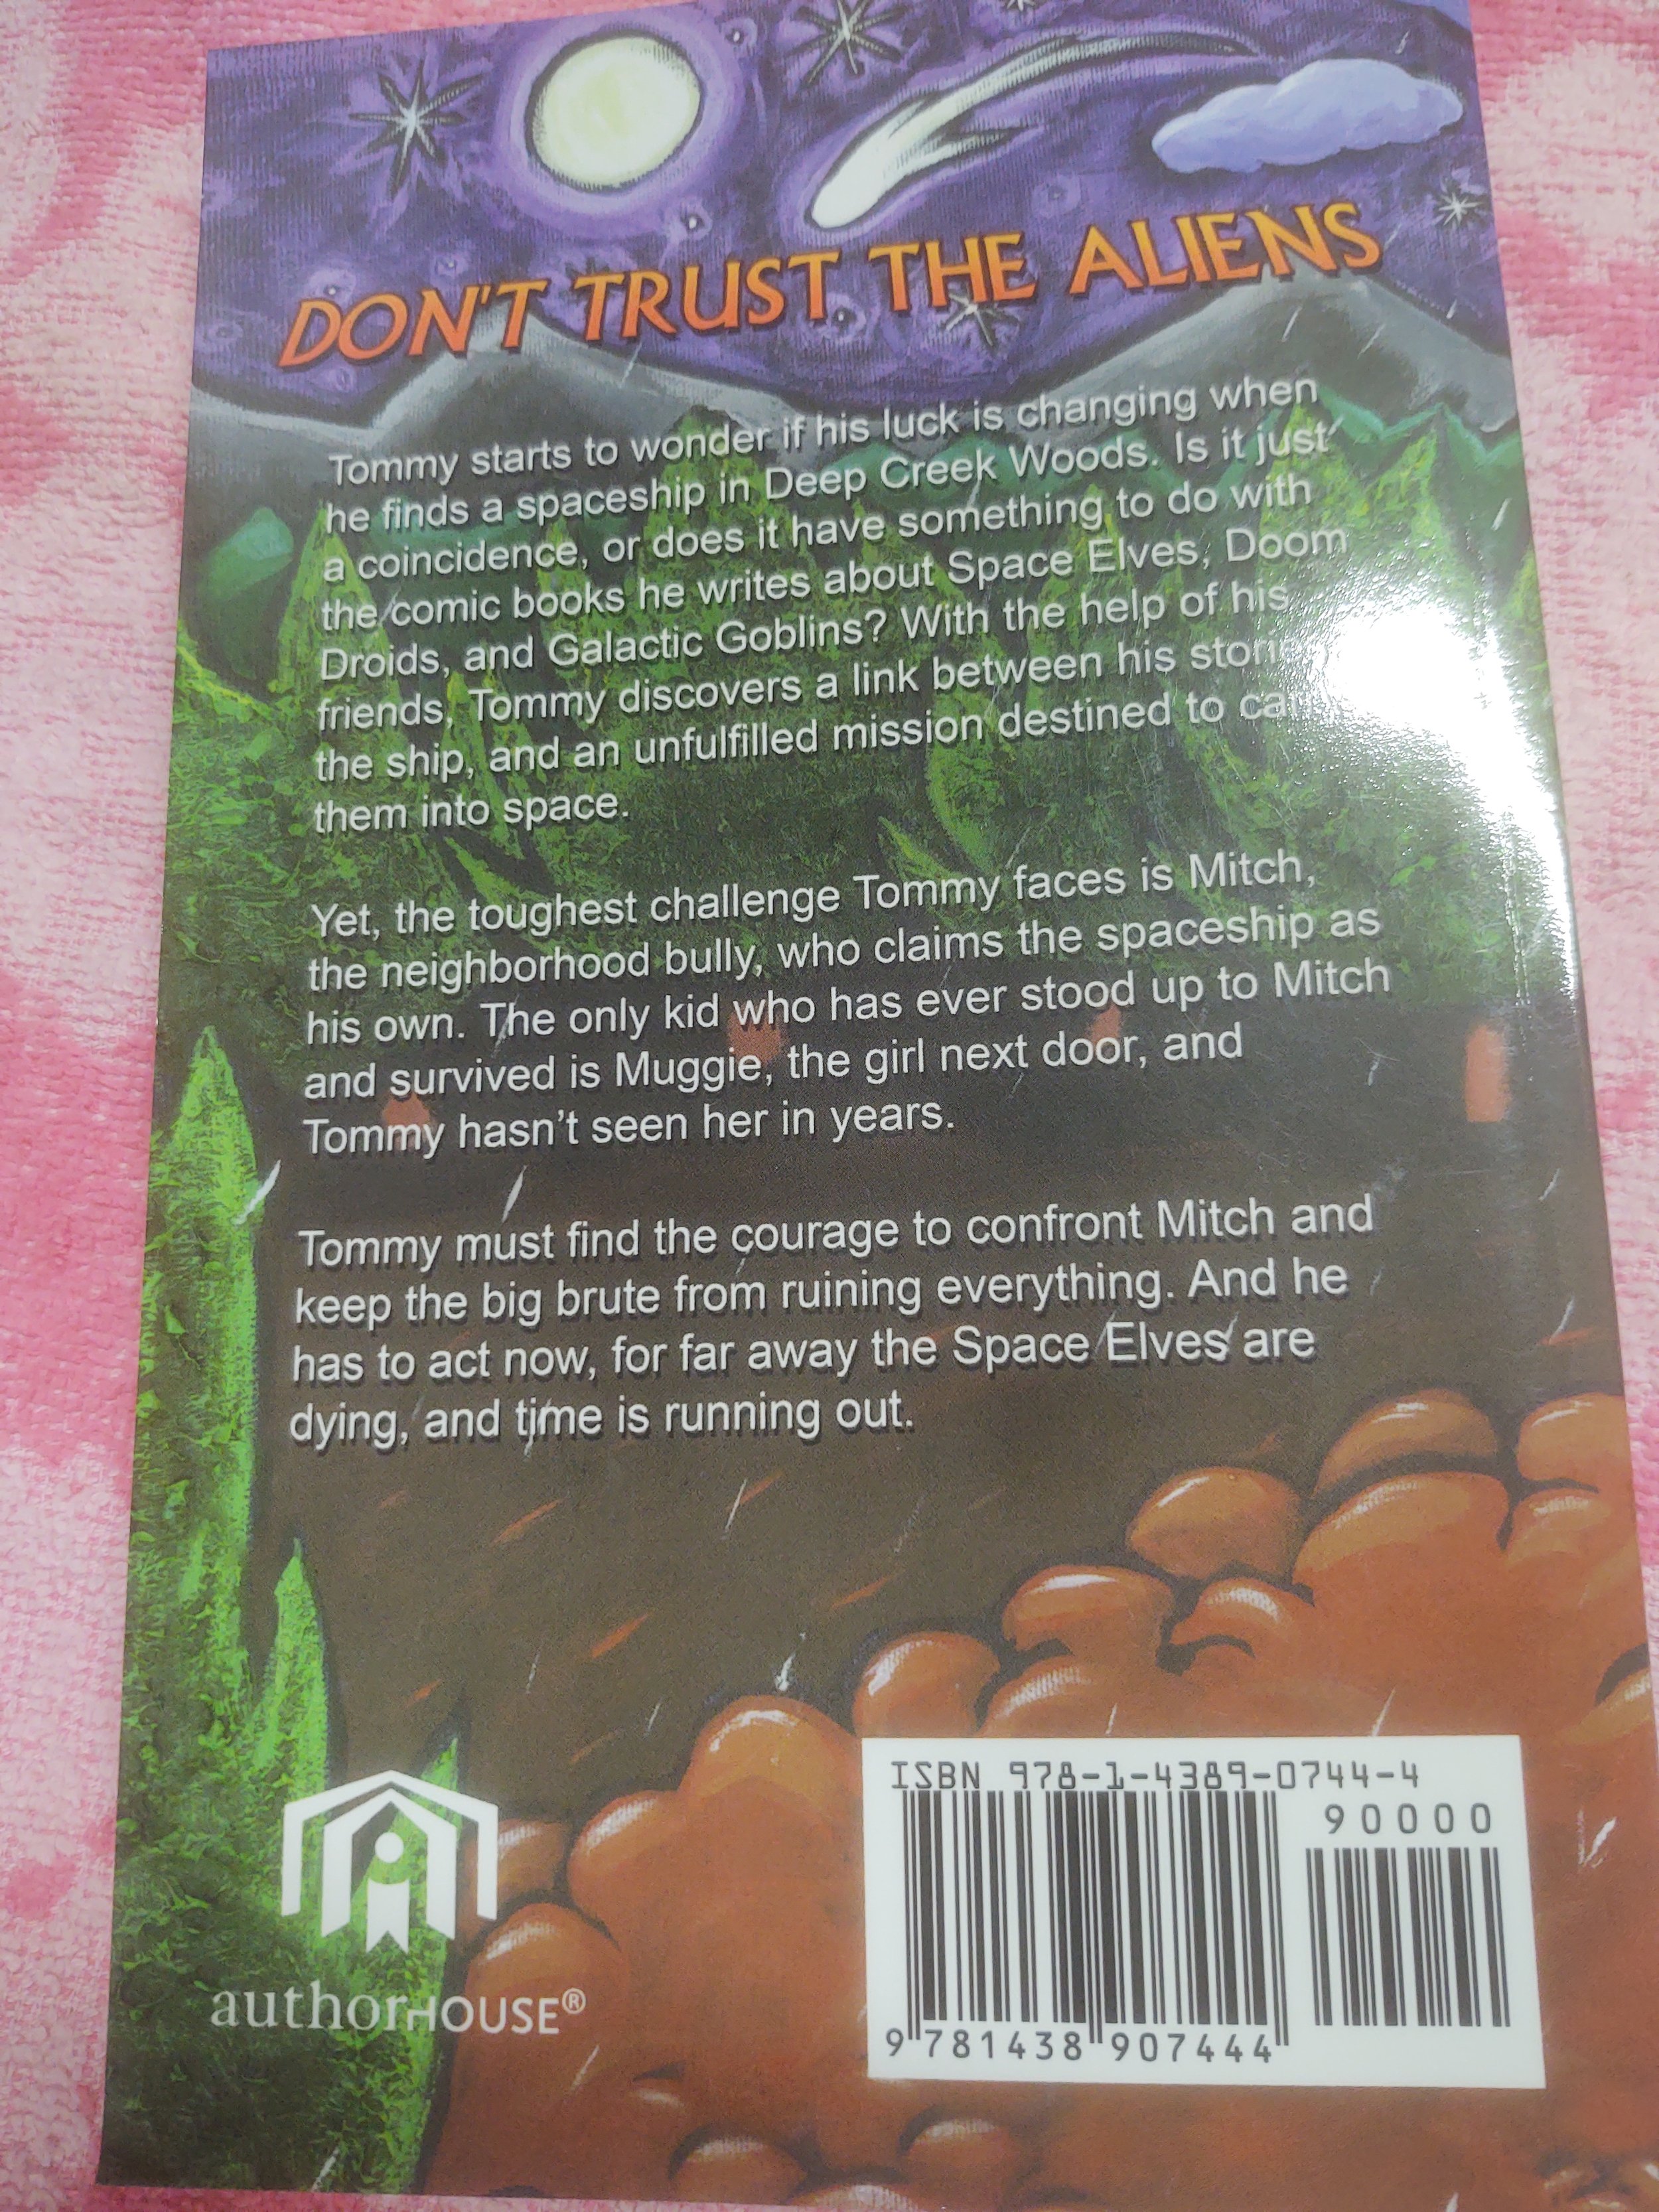 DON'T TRUST THE ALIENS
Tommy starts to wonder if his luck is changing when
he finds a spaceship in Deep Creek Woods. Is it just
a coincidence, or does it have something to do with
the comic books he writes about Space Elves, Doom
Droids, and Galactic Goblins? With the help of his
friends, Tommy discovers a link between his
the ship, and an unfulfilled mission destined to
them into space.
Yet, the toughest challenge Tommy faces is Mitch,
the neighborhood bully, who claims the spaceship as
his own. The only kid who has ever stood up to Mitch
and survived is Muggie, the girl next door, and
Tommy hasn't seen her in years.
Tommy must find the courage to confront Mitch and
keep the big brute from ruining everything. And he
has to act now, for far away the Space Elves are
dying, and time is running out.
authorHOUSE®
ISBN 978-1-4389-0744-4
90000
9 781438 907444